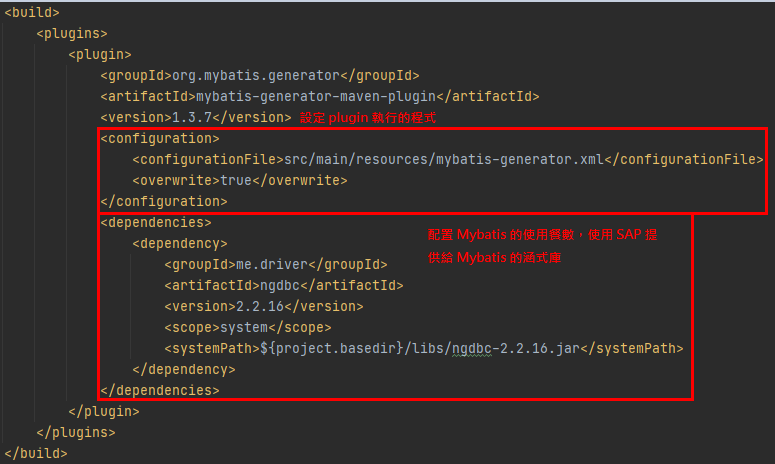 <build>
<plugins>
<plugin>
<groupId>org.mybatis.generator</groupId>
<artifactId>mybatis-generator-maven-plugin</artifactId>
<version>1.3.7</version> 設定 plugin 執行的程式
<configuration>
<configurationFile>src/main/resources/mybatis-generator.xml</configurationFile>
<overwrite>true</overwrite>
</configuration>
<dependencies>
配置 Mybatis 的使用餐數，使用 SAP 提
供給 Mybatis 的涵式庫
<dependency>
<groupId>me.driver</groupId>
<artifactId>ngdbc</artifactId>
<version>2.2.16</version>
<scope>system</scope>
<systemPath>${project.basedir}/libs/ngdbc-2.2.16.jar</systemPath>
</dependency>
</dependencies>
</plugin>
</plugins>
</build>